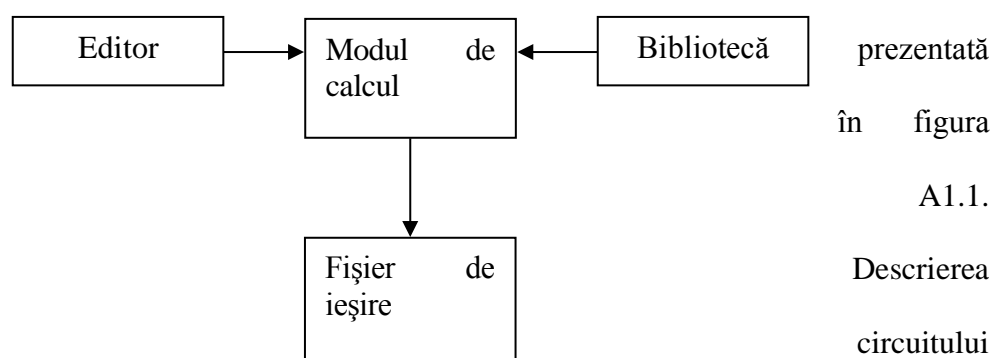 Editor
Modul de
calcul
Bibliotecă
Fişier de
ieşire
prezentată
în figura
A1.1.
Descrierea
circuitului